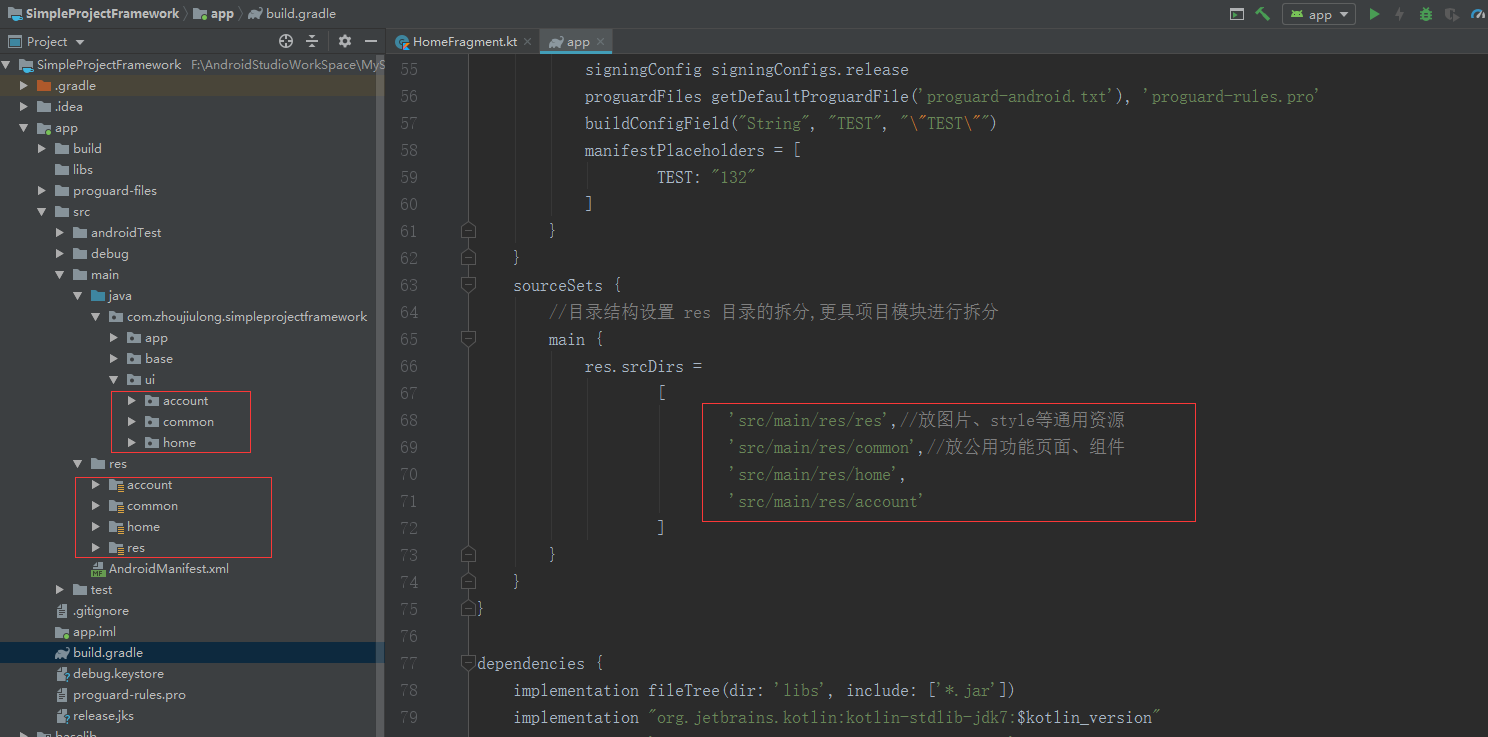 SimpleProjectFramework app build.gradle
app
Project
HomeFragment.kt
app
SimpleProjectFramework F:\AndroidStudioWorkSpace\MyS
.gradle
.idea
app
build
libs
proguard-files
src
androidTest
debug
main
java
com.zhoujiulong.simpleprojectframework
app
base
ui
account
common
home
res
account
common
home
res
AndroidManifest.xml
test
.gitignore
app.iml
build.gradle
debug.keystore
proguard-rules.pro
release.jks
baselib
55 signingConfig signingConfigs.release
56 proguardFiles getDefaultProguardFile('proguard-android.txt'), 'proguard-rules.pro'
57 buildConfigField("String", "TEST", "\"TEST\"")
58 manifestPlaceholders = [
59 TEST: "132"
60 ]
61 }
62 }
63 sourceSets {
64 //目录结构设置 res 目录的拆分,更具项目模块进行拆分
65 main {
66 res.srcDirs =
67 [
68 'src/main/res/res',//放图片、style等通用资源
69 'src/main/res/common',//放公用功能页面、组件
70 'src/main/res/home',
71 'src/main/res/account'
72 ]
73 }
74 }
75 }
76
77 dependencies {
78 implementation fileTree(dir: 'libs', include: ['*.jar'])
79 implementation "org.jetbrains.kotlin:kotlin-stdlib-jdk7:$kotlin_version"